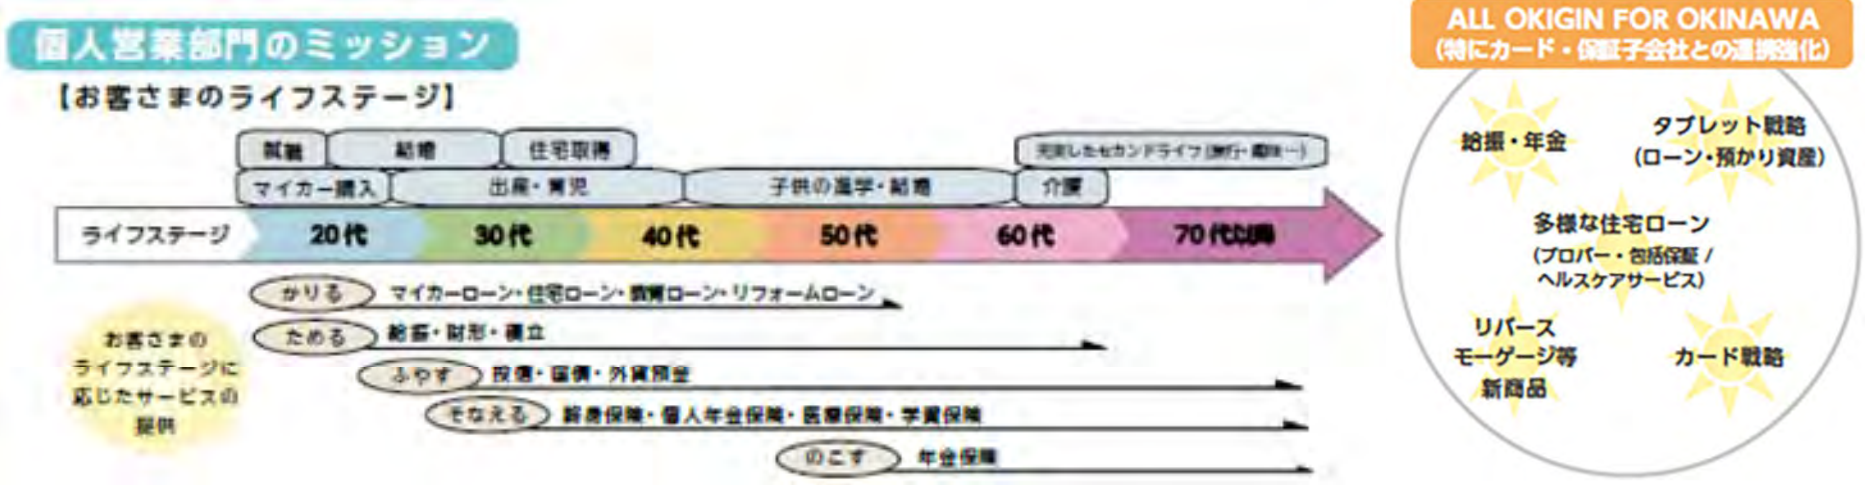 個人営業部門のミッション
【お客さまのライフステージ】
就職
結婚
住宅取得
充実したセカンドライフ(旅行・趣味…)
マイカー購入
出産・育児
子供の進学・結婚
介護
ライフステージ
20代
30代
40代
50代
60代
70代以降
お客さまの
ライフステージに
応じたサービスの
提供
かりる
マイカーローン・住宅ローン・教育ローン・リフォームローン
ためる
給振・財形・積立
ふやす
投信・国債・外貨預金
そなえる
終身保険・個人年金保険・医療保険・学資保険
のこす
年金保険
ALL OKIGIN FOR OKINAWA
(特にカード・保証子会社との連携強化)
給振・年金
タブレット戦略
(ローン・預かり資産)
多様な住宅ローン
(プロパー・包括保証 /
ヘルスケアサービス)
リバース
モーゲージ等
新商品
カード戦略